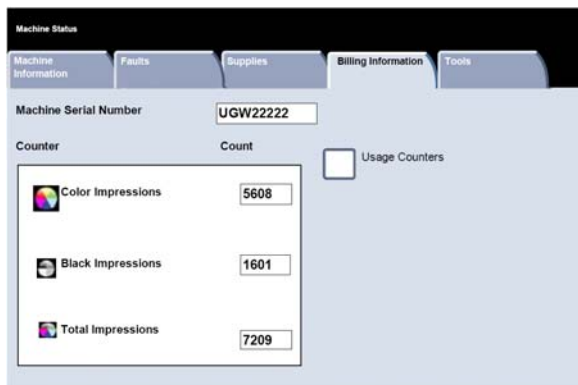 Machine Status
Machine Information
Faults
Supplies
Billing Information
Tools
Machine Serial Number
UGW22222
Counter
Count
Usage Counters
Color Impressions
5608
Black Impressions
1601
Total Impressions
7209